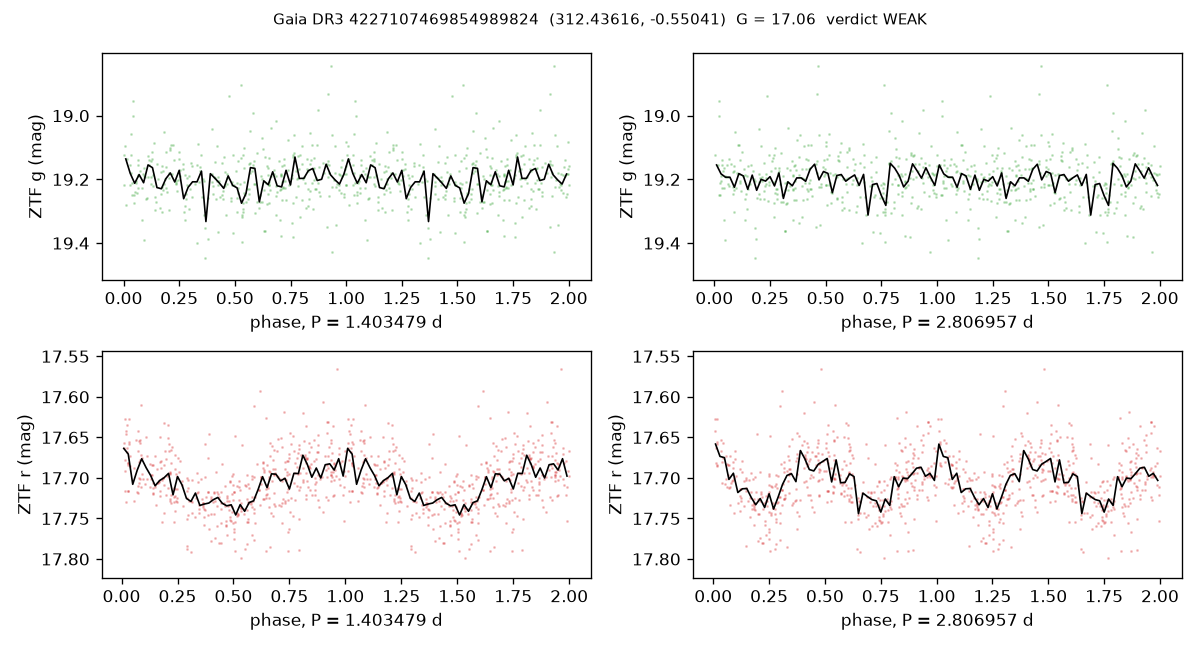 Gaia DR3 4227107469854989824 (312.43616, -0.55041) G = 17.06 verdict WEAK
ZTF g (mag)
19.0
19.2
19.4
0.00 0.25 0.50 0.75 1.00 1.25 1.50 1.75 2.00
phase, P = 1.403479 d
ZTF g (mag)
19.0
19.2
19.4
0.00 0.25 0.50 0.75 1.00 1.25 1.50 1.75 2.00
phase, P = 2.806957 d
ZTF r (mag)
17.55
17.60
17.65
17.70
17.75
17.80
0.00 0.25 0.50 0.75 1.00 1.25 1.50 1.75 2.00
phase, P = 1.403479 d
ZTF r (mag)
17.55
17.60
17.65
17.70
17.75
17.80
0.00 0.25 0.50 0.75 1.00 1.25 1.50 1.75 2.00
phase, P = 2.806957 d